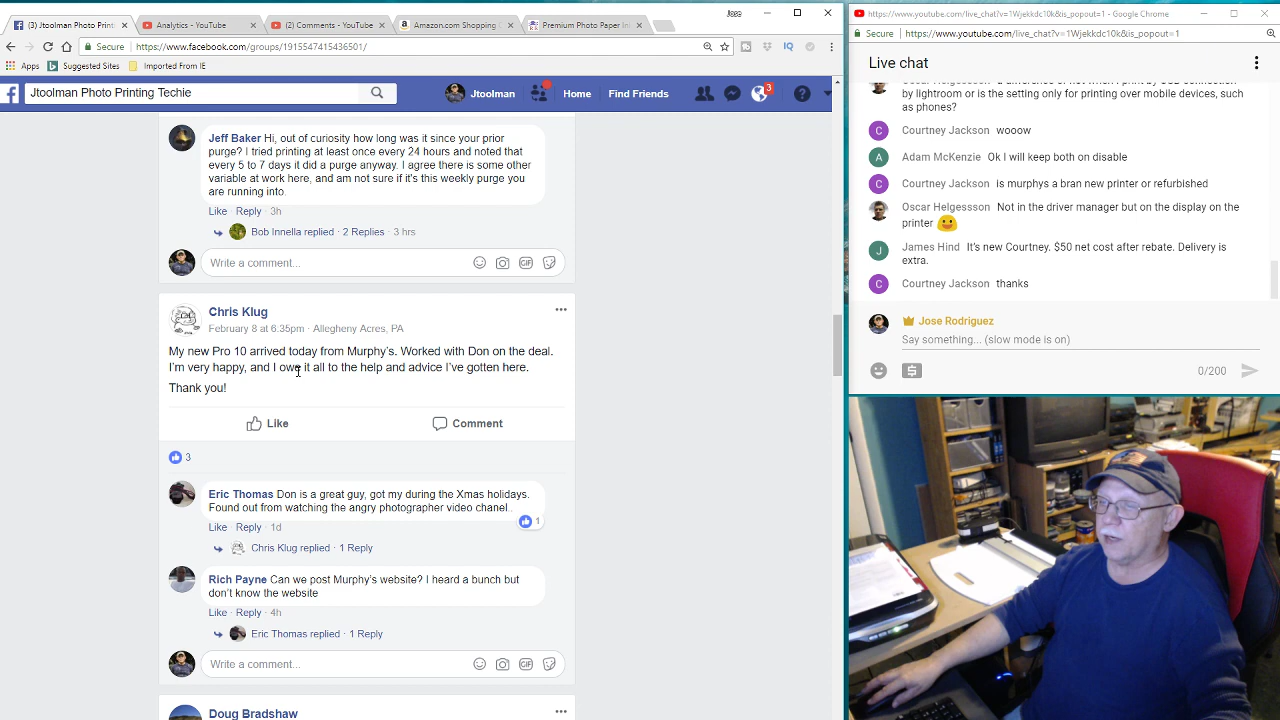 (3) Jtoolman Photo Printi
Analytics - YouTube
(2) Comments - YouTube
Amazon.com Shopping
Premium Photo Paper In
Secure
https://www.facebook.com/groups/1915547415436501/
Apps
Suggested Sites
Imported From IE
Jtoolman Photo Printing Techie
Jtoolman
Home
Find Friends
3
Jeff Baker Hi, out of curiosity how long was it since your prior
purge? I tried printing at least once every 24 hours and noted that
every 5 to 7 days it did a purge anyway. I agree there is some other
variable at work here, and am not sure if it's this weekly purge you
are running into.
Like · Reply · 3h
Bob Innella replied · 2 Replies · 3 hrs
Write a comment...
Chris Klug
February 8 at 6:35pm · Allegheny Acres, PA
My new Pro 10 arrived today from Murphy's. Worked with Don on the deal.
I'm very happy, and I owe it all to the help and advice I've gotten here.
Thank you!
Like
Comment
3
Eric Thomas Don is a great guy, got my during the Xmas holidays.
Found out from watching the angry photographer video chanel..
1
Like · Reply · 1d
Chris Klug replied · 1 Reply
Rich Payne Can we post Murphy's website? I heard a bunch but
don't know the website
Like · Reply · 4h
Eric Thomas replied · 1 Reply
Write a comment...
Doug Bradshaw
https://www.youtube.com/live_chat?v=1Wjekkdc10k&is_popout=1 - Google Chrome
Secure
https://www.youtube.com/live_chat?v=1Wjekkdc10k&is_popout=1
Live chat
by lightroom or is the setting only for printing over mobile devices, such
as phones?
Courtney Jackson wooow
Adam McKenzie Ok I will keep both on disable
Courtney Jackson is murphys a bran new printer or refurbished
Oscar Helgessson Not in the driver manager but on the display on the
printer
James Hind It's new Courtney. $50 net cost after rebate. Delivery is
extra.
Courtney Jackson thanks
Jose Rodriguez
Say something... (slow mode is on)
0/200